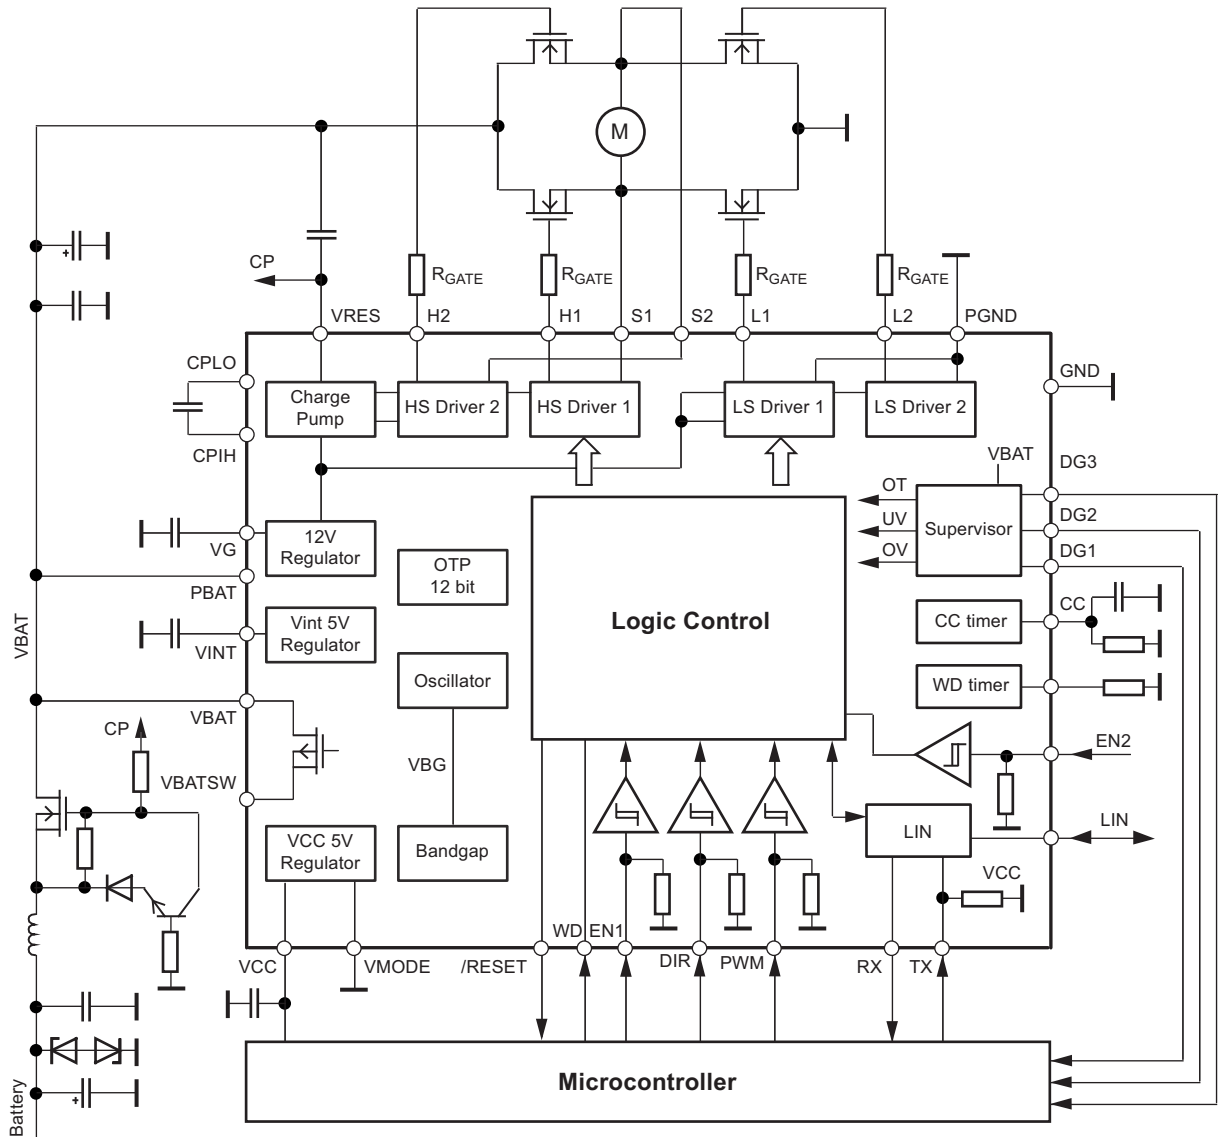 M
CP
RGATE
RGATE
RGATE
RGATE
VRES
H2
H1
S1
S2
L1
L2
PGND
CPLO
GND
Charge
Pump
HS Driver 2
HS Driver 1
LS Driver 1
LS Driver 2
CPIH
VBAT
DG3
OT
UV
OV
Supervisor
DG2
DG1
VG
12V
Regulator
OTP
12 bit
PBAT
VBAT
Logic Control
CC timer
CC
Vint 5V
Regulator
VINT
Oscillator
WD timer
VBAT
CP
VBG
EN2
VBATSW
VCC 5V
Regulator
Bandgap
LIN
LIN
VCC
VCC
VMODE
/RESET
WD
EN1
DIR
PWM
RX
TX
Microcontroller
Battery
+
+